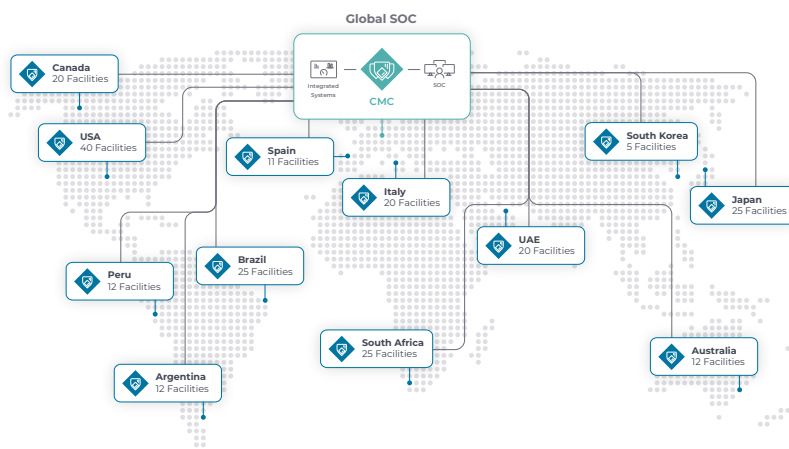 Global SOC
Integrated
Systems
CMC
SOC
Canada
20 Facilities
USA
40 Facilities
Spain
11 Facilities
Italy
20 Facilities
South Korea
5 Facilities
Japan
25 Facilities
UAE
20 Facilities
Brazil
25 Facilities
Peru
12 Facilities
South Africa
25 Facilities
Australia
12 Facilities
Argentina
12 Facilities